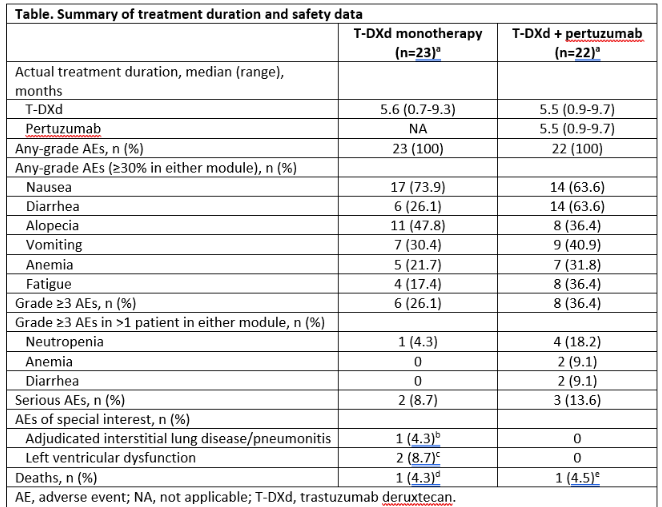 Table. Summary of treatment duration and safety data
T-DXd monotherapy (n=23)ᵃ T-DXd + pertuzumab (n=22)ᵃ
Actual treatment duration, median (range), months
T-DXd 5.6 (0.7-9.3) 5.5 (0.9-9.7)
Pertuzumab NA 5.5 (0.9-9.7)
Any-grade AEs, n (%) 23 (100) 22 (100)
Any-grade AEs (≥30% in either module), n (%)
Nausea 17 (73.9) 14 (63.6)
Diarrhea 6 (26.1) 14 (63.6)
Alopecia 11 (47.8) 8 (36.4)
Vomiting 7 (30.4) 9 (40.9)
Anemia 5 (21.7) 7 (31.8)
Fatigue 4 (17.4) 8 (36.4)
Grade ≥3 AEs, n (%) 6 (26.1) 8 (36.4)
Grade ≥3 AEs in >1 patient in either module, n (%)
Neutropenia 1 (4.3) 4 (18.2)
Anemia 0 2 (9.1)
Diarrhea 0 2 (9.1)
Serious AEs, n (%) 2 (8.7) 3 (13.6)
AEs of special interest, n (%)
Adjudicated interstitial lung disease/pneumonitis 1 (4.3)ᵇ 0
Left ventricular dysfunction 2 (8.7)ᶜ 0
Deaths, n (%) 1 (4.3)ᵈ 1 (4.5)ᵉ
AE, adverse event; NA, not applicable; T-DXd, trastuzumab deruxtecan.